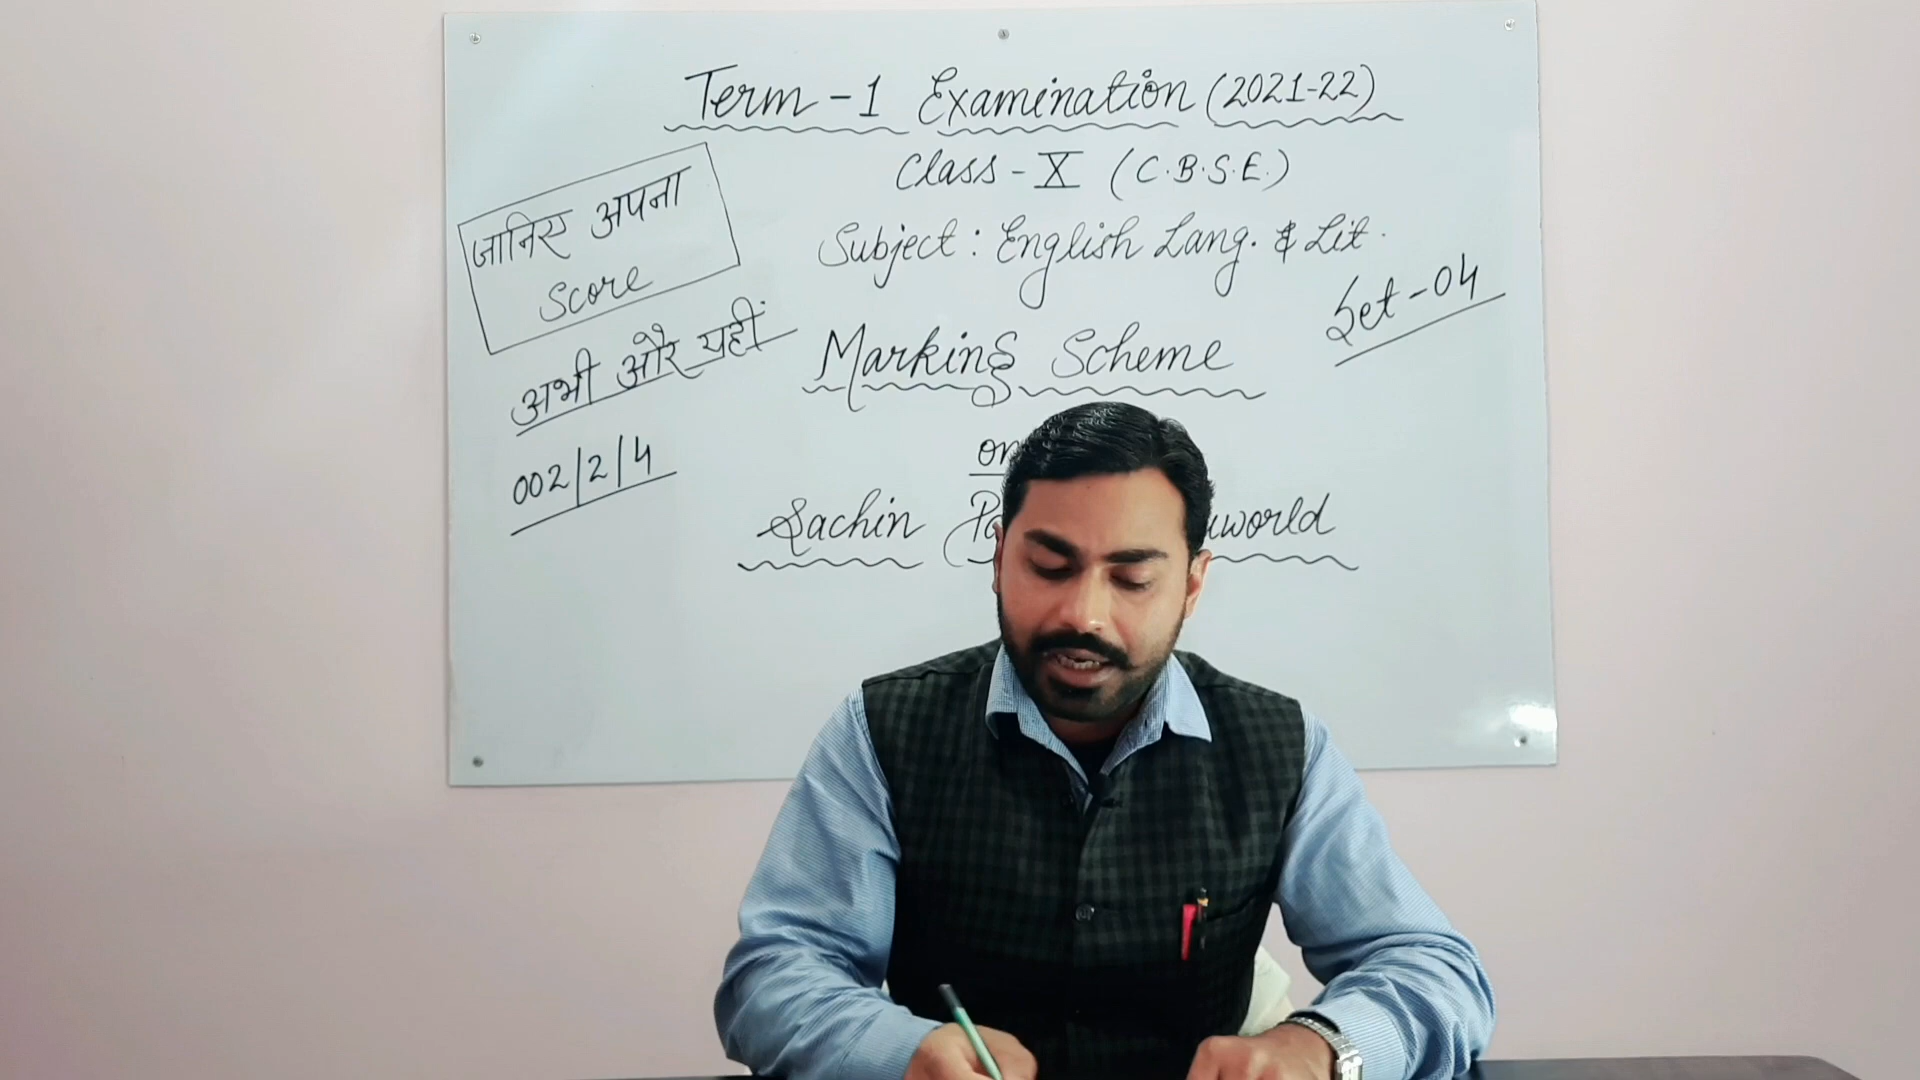 Term - 1 Examination (2021-22)
Class - X (C.B.S.E.)
Subject : English Lang. & Lit.
जानिए अपना
Score
अभी और यहीं
002/2/4
Set - 04
Marking Scheme
Sachin